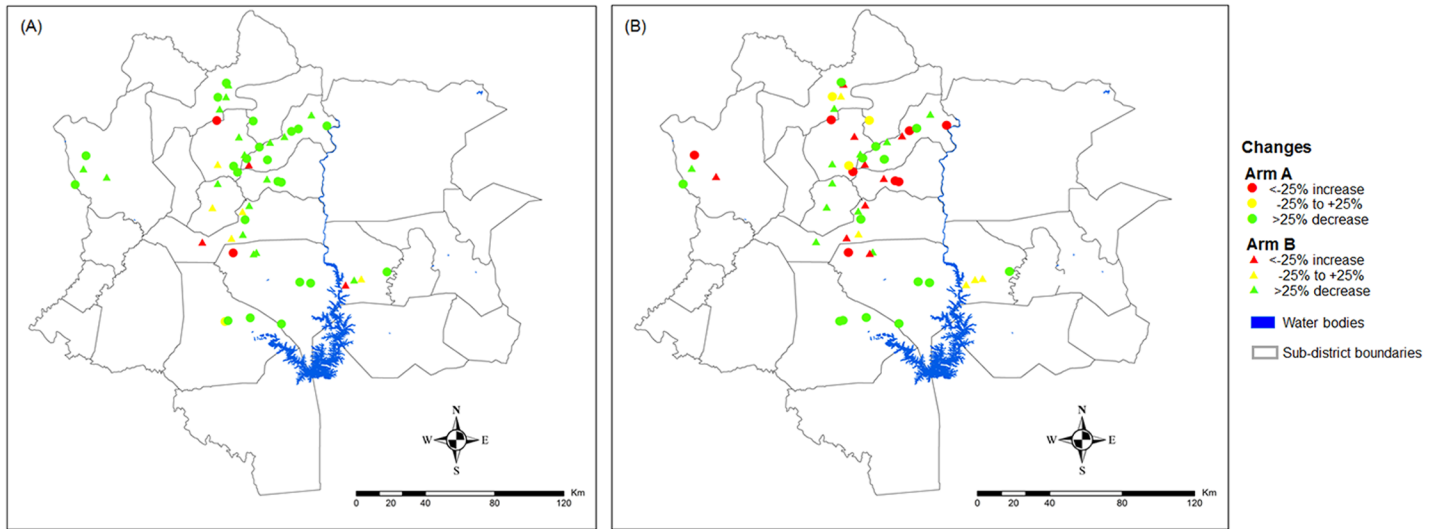 (A)
N
W E
S
Km
0 20 40 80 120
(B)
N
W E
S
Km
0 20 40 80 120
Changes
Arm A
<-25% increase
-25% to +25%
>25% decrease
Arm B
<-25% increase
-25% to +25%
>25% decrease
Water bodies
Sub-district boundaries